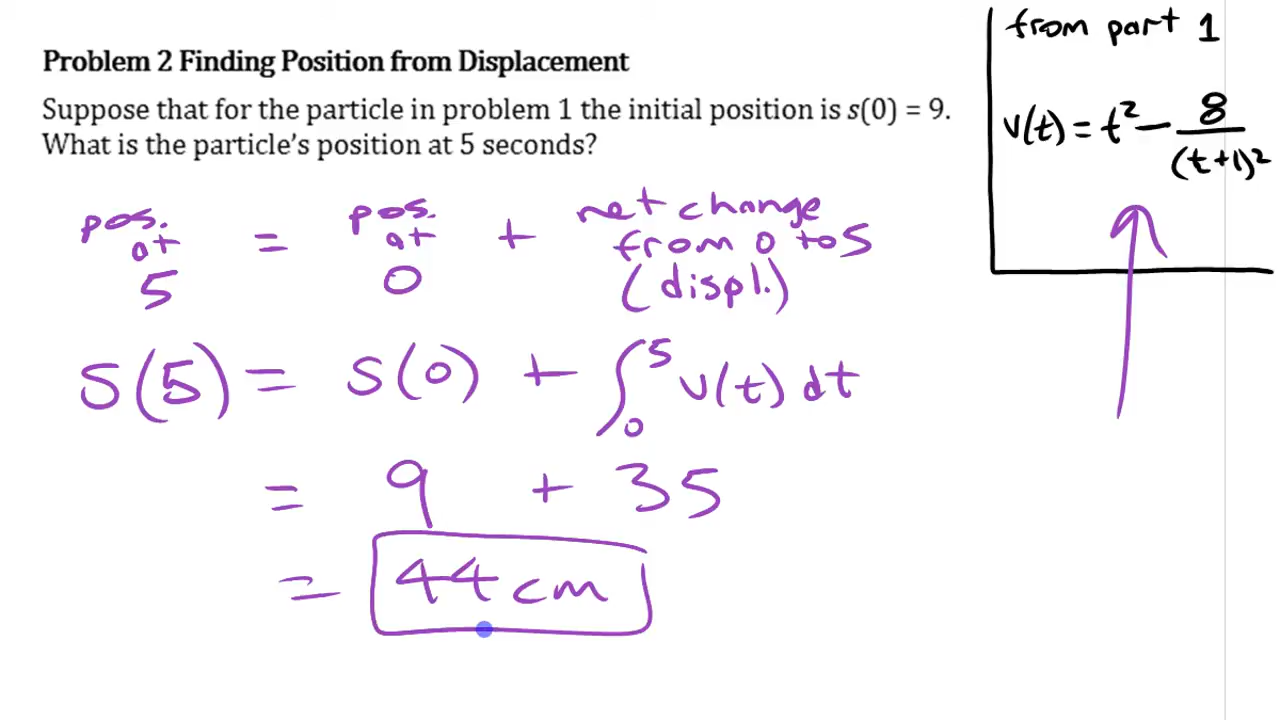 Problem 2 Finding Position from Displacement
Suppose that for the particle in problem 1 the initial position is s(0) = 9.
What is the particle's position at 5 seconds?
pos. at 5 = pos. at 0 + net change from 0 to 5 (displ.)
S(5) = S(0) + ∫₀⁵ v(t) dt
= 9 + 35
= 44 cm
from part 1
v(t) = t² − 8/(t+1)²